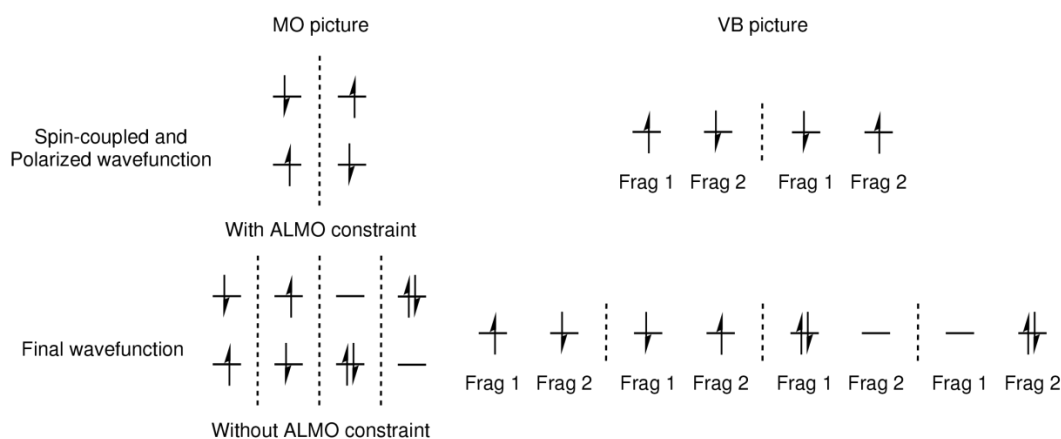 MO picture
VB picture
Spin-coupled and
Polarized wavefunction
Frag 1 Frag 2 Frag 1 Frag 2
With ALMO constraint
Final wavefunction
Frag 1 Frag 2 Frag 1 Frag 2 Frag 1 Frag 2 Frag 1 Frag 2
Without ALMO constraint